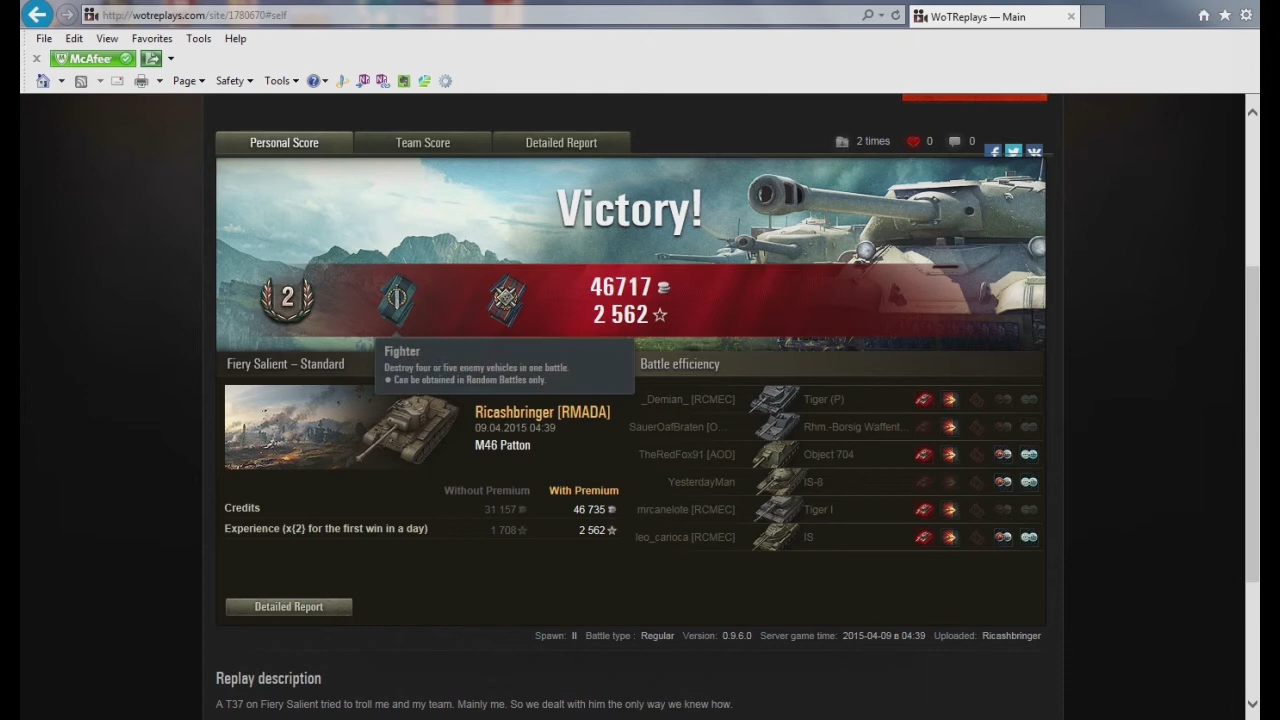 http://wotreplays.com/site/1780670#self
WoTReplays — Main
File Edit View Favorites Tools Help
McAfee
Page Safety Tools
Personal Score Team Score Detailed Report 2 times 0 0
Victory!
2
46717
2 562
Fighter
Destroy four or five enemy vehicles in one battle.
● Can be obtained in Random Battles only.
Fiery Salient – Standard Battle efficiency
Ricashbringer [RMADA]
09.04.2015 04:39
M46 Patton
Without Premium With Premium
Credits 31 157 46 735
Experience (x{2} for the first win in a day) 1 708 2 562
_Demian_ [RCMEC] Tiger (P)
SauerOafBraten [O... Rhm.-Borsig Waffent...
TheRedFox91 [AOD] Object 704
YesterdayMan IS-8
mrcanelote [RCMEC] Tiger I
leo_carioca [RCMEC] IS
Detailed Report
Spawn: II Battle type : Regular Version: 0.9.6.0 Server game time: 2015-04-09 в 04:39 Uploaded: Ricashbringer
Replay description
A T37 on Fiery Salient tried to troll me and my team. Mainly me. So we dealt with him the only way we knew how.